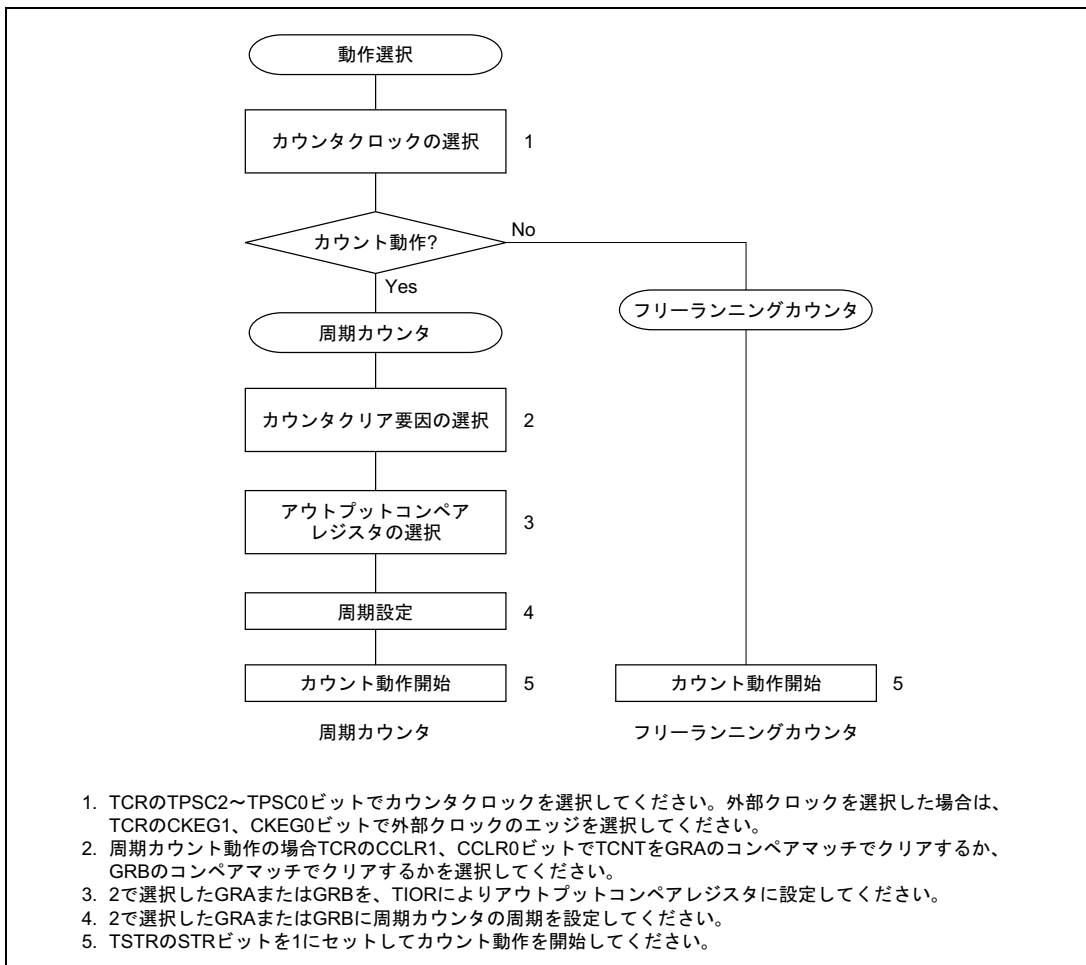 動作選択
カウンタクロックの選択
1
カウント動作?
No
Yes
周期カウンタ
フリーランニングカウンタ
カウンタクリア要因の選択
2
アウトプットコンペア
レジスタの選択
3
周期設定
4
カウント動作開始
5
カウント動作開始
5
周期カウンタ
フリーランニングカウンタ
1. TCRのTPSC2～TPSC0ビットでカウンタクロックを選択してください。外部クロックを選択した場合は、
TCRのCKEG1、CKEG0ビットで外部クロックのエッジを選択してください。
2. 周期カウント動作の場合TCRのCCLR1、CCLR0ビットでTCNTをGRAのコンペアマッチでクリアするか、
GRBのコンペアマッチでクリアするかを選択してください。
3. 2で選択したGRAまたはGRBを、TIORによりアウトプットコンペアレジスタに設定してください。
4. 2で選択したGRAまたはGRBに周期カウンタの周期を設定してください。
5. TSTRのSTRビットを1にセットしてカウント動作を開始してください。